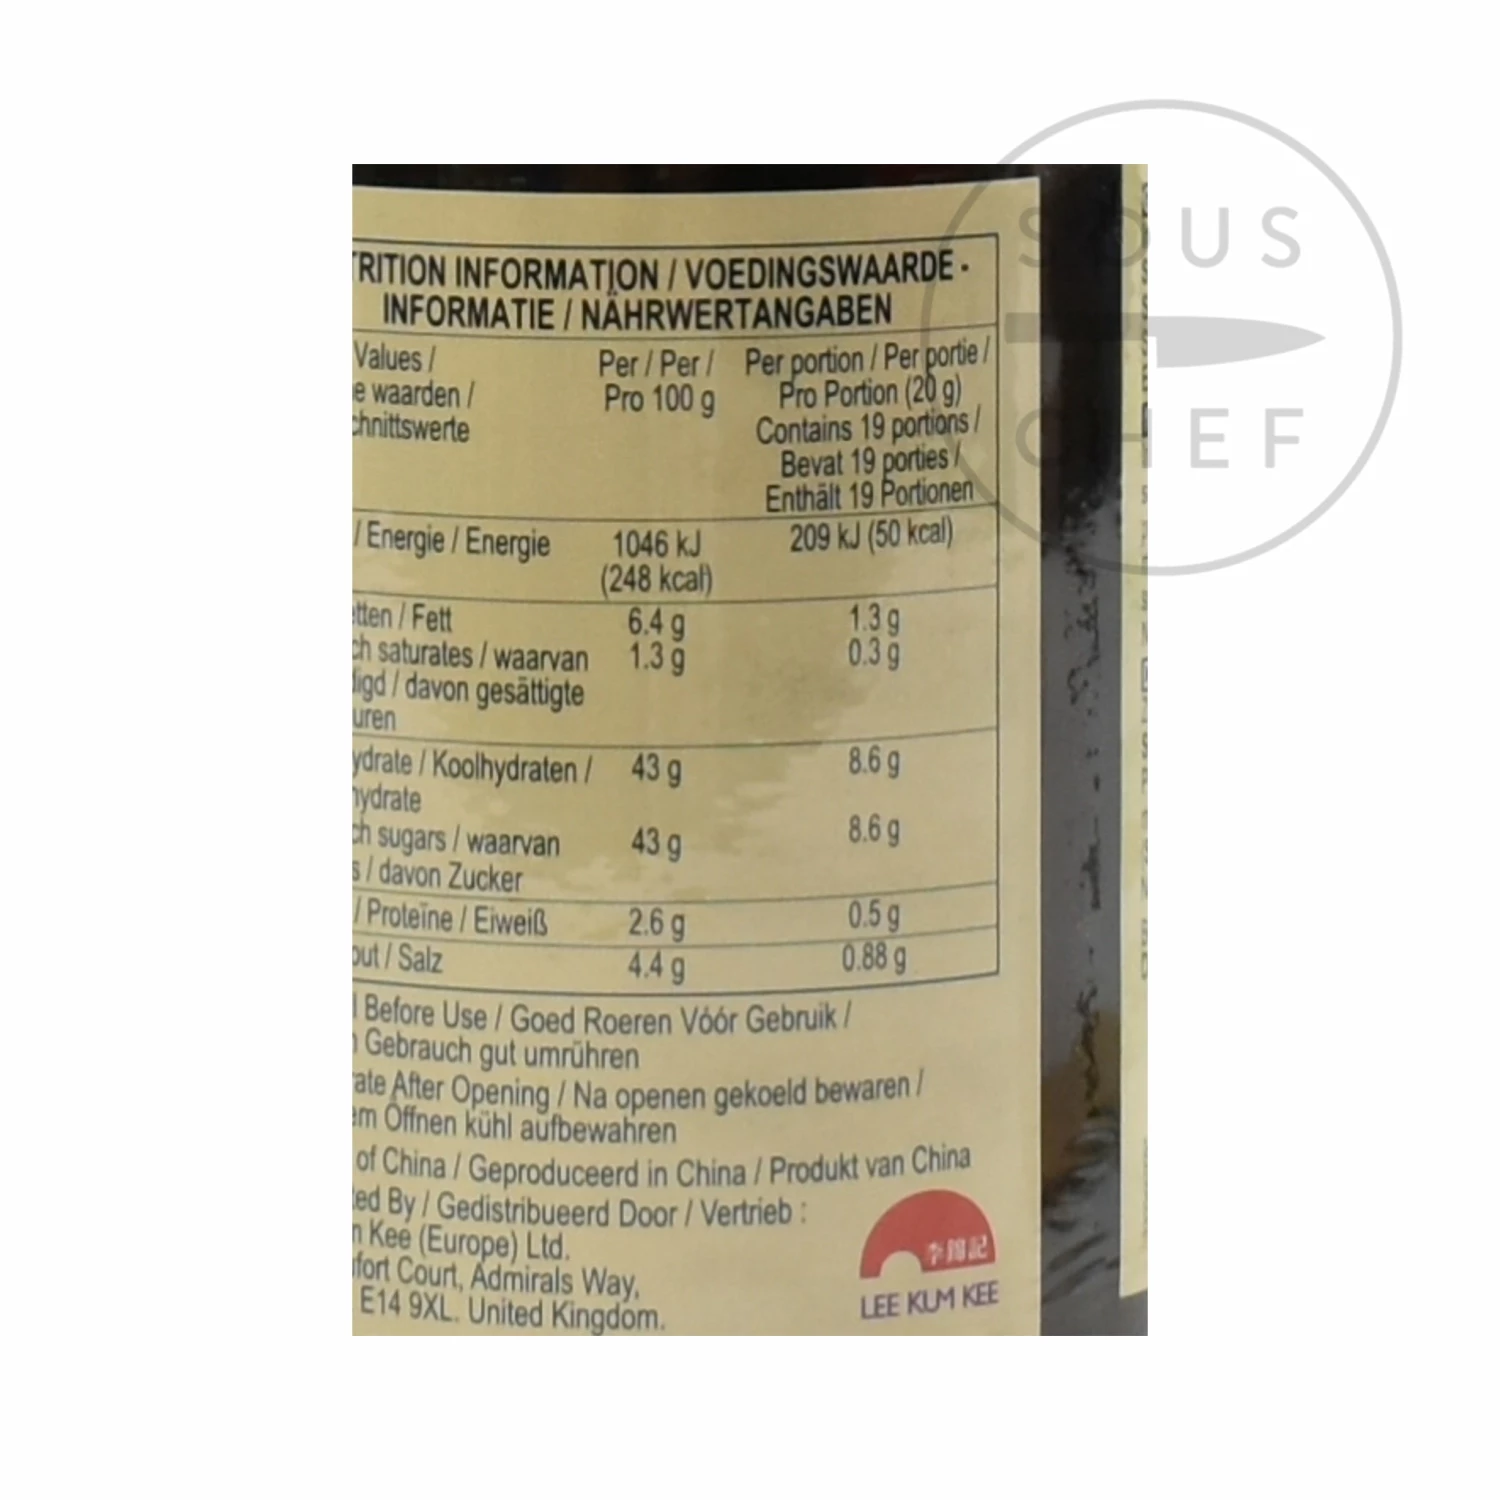 TRITION INFORMATION / VOEDINGSWAARDE -
INFORMATIE / NÄHRWERTANGABEN
Values / Per / Per / Per portion / Per portie /
e waarden / Pro 100 g Pro Portion (20 g)
chnittswerte Contains 19 portions /
Bevat 19 porties /
Enthält 19 Portionen
/ Energie / Energie 1046 kJ 209 kJ (50 kcal)
(248 kcal)
etten / Fett 6.4 g 1.3 g
ch saturates / waarvan 1.3 g 0.3 g
digd / davon gesättigte
uren
ydrate / Koolhydraten / 43 g 8.6 g
hydrate
ch sugars / waarvan 43 g 8.6 g
s / davon Zucker
/ Proteïne / Eiweiß 2.6 g 0.5 g
out / Salz 4.4 g 0.88 g
l Before Use / Goed Roeren Vóór Gebruik /
n Gebrauch gut umrühren
rate After Opening / Na openen gekoeld bewaren /
em Öffnen kühl aufbewahren
of China / Geproduceerd in China / Produkt van China
ted By / Gedistribueerd Door / Vertrieb :
n Kee (Europe) Ltd.
fort Court, Admirals Way,
E14 9XL. United Kingdom.
李錦記
LEE KUM KEE
SOUS
CHEF